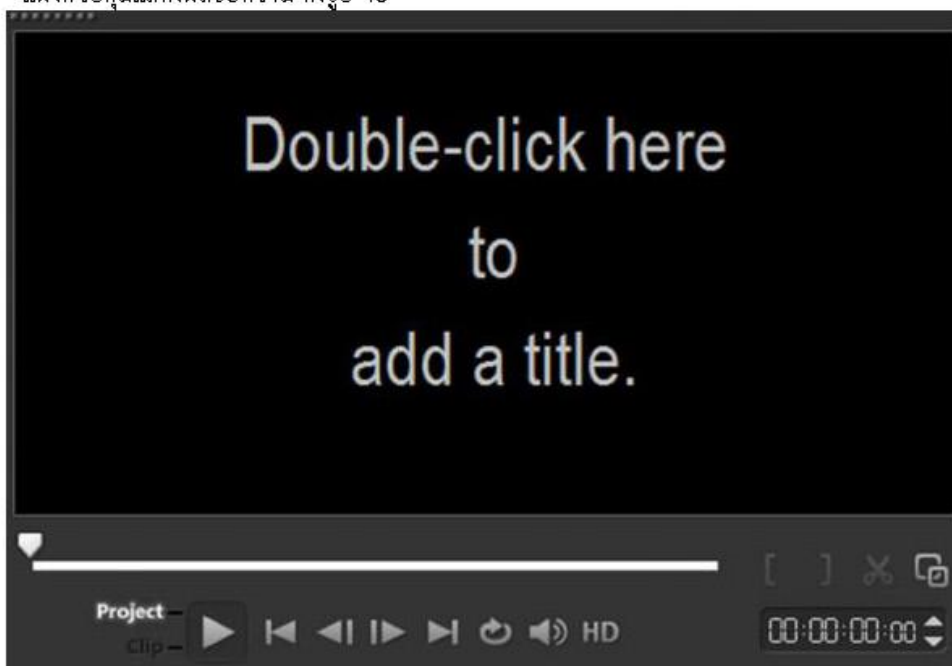 Double-click here
to
add a title.
[ ]
Project
Clip
HD
00:00:00:00